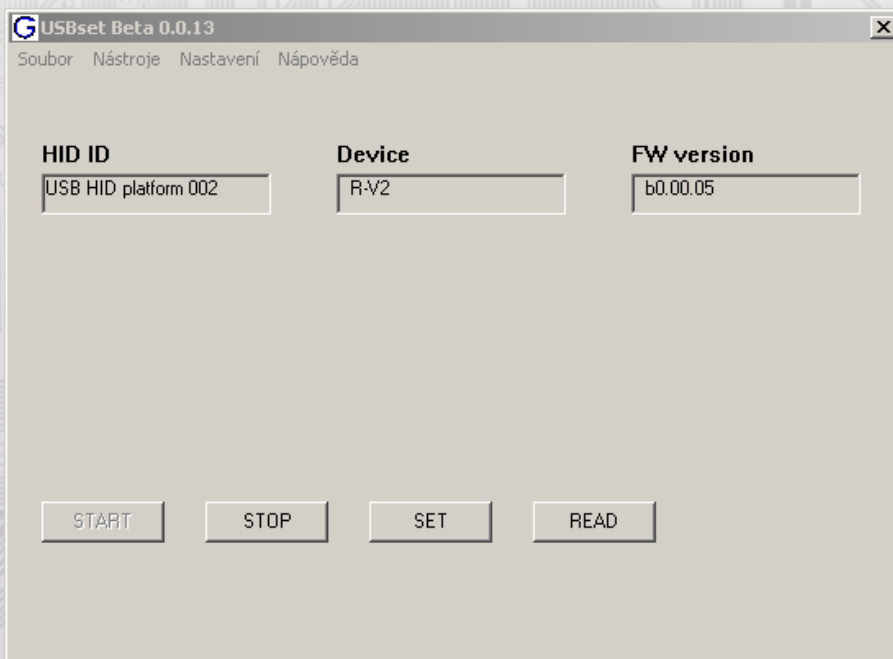 G USBset Beta 0.0.13
Soubor Nástroje Nastavení Nápověda
HID ID Device FW version
USB HID platform 002 R-V2 b0.00.05
START STOP SET READ